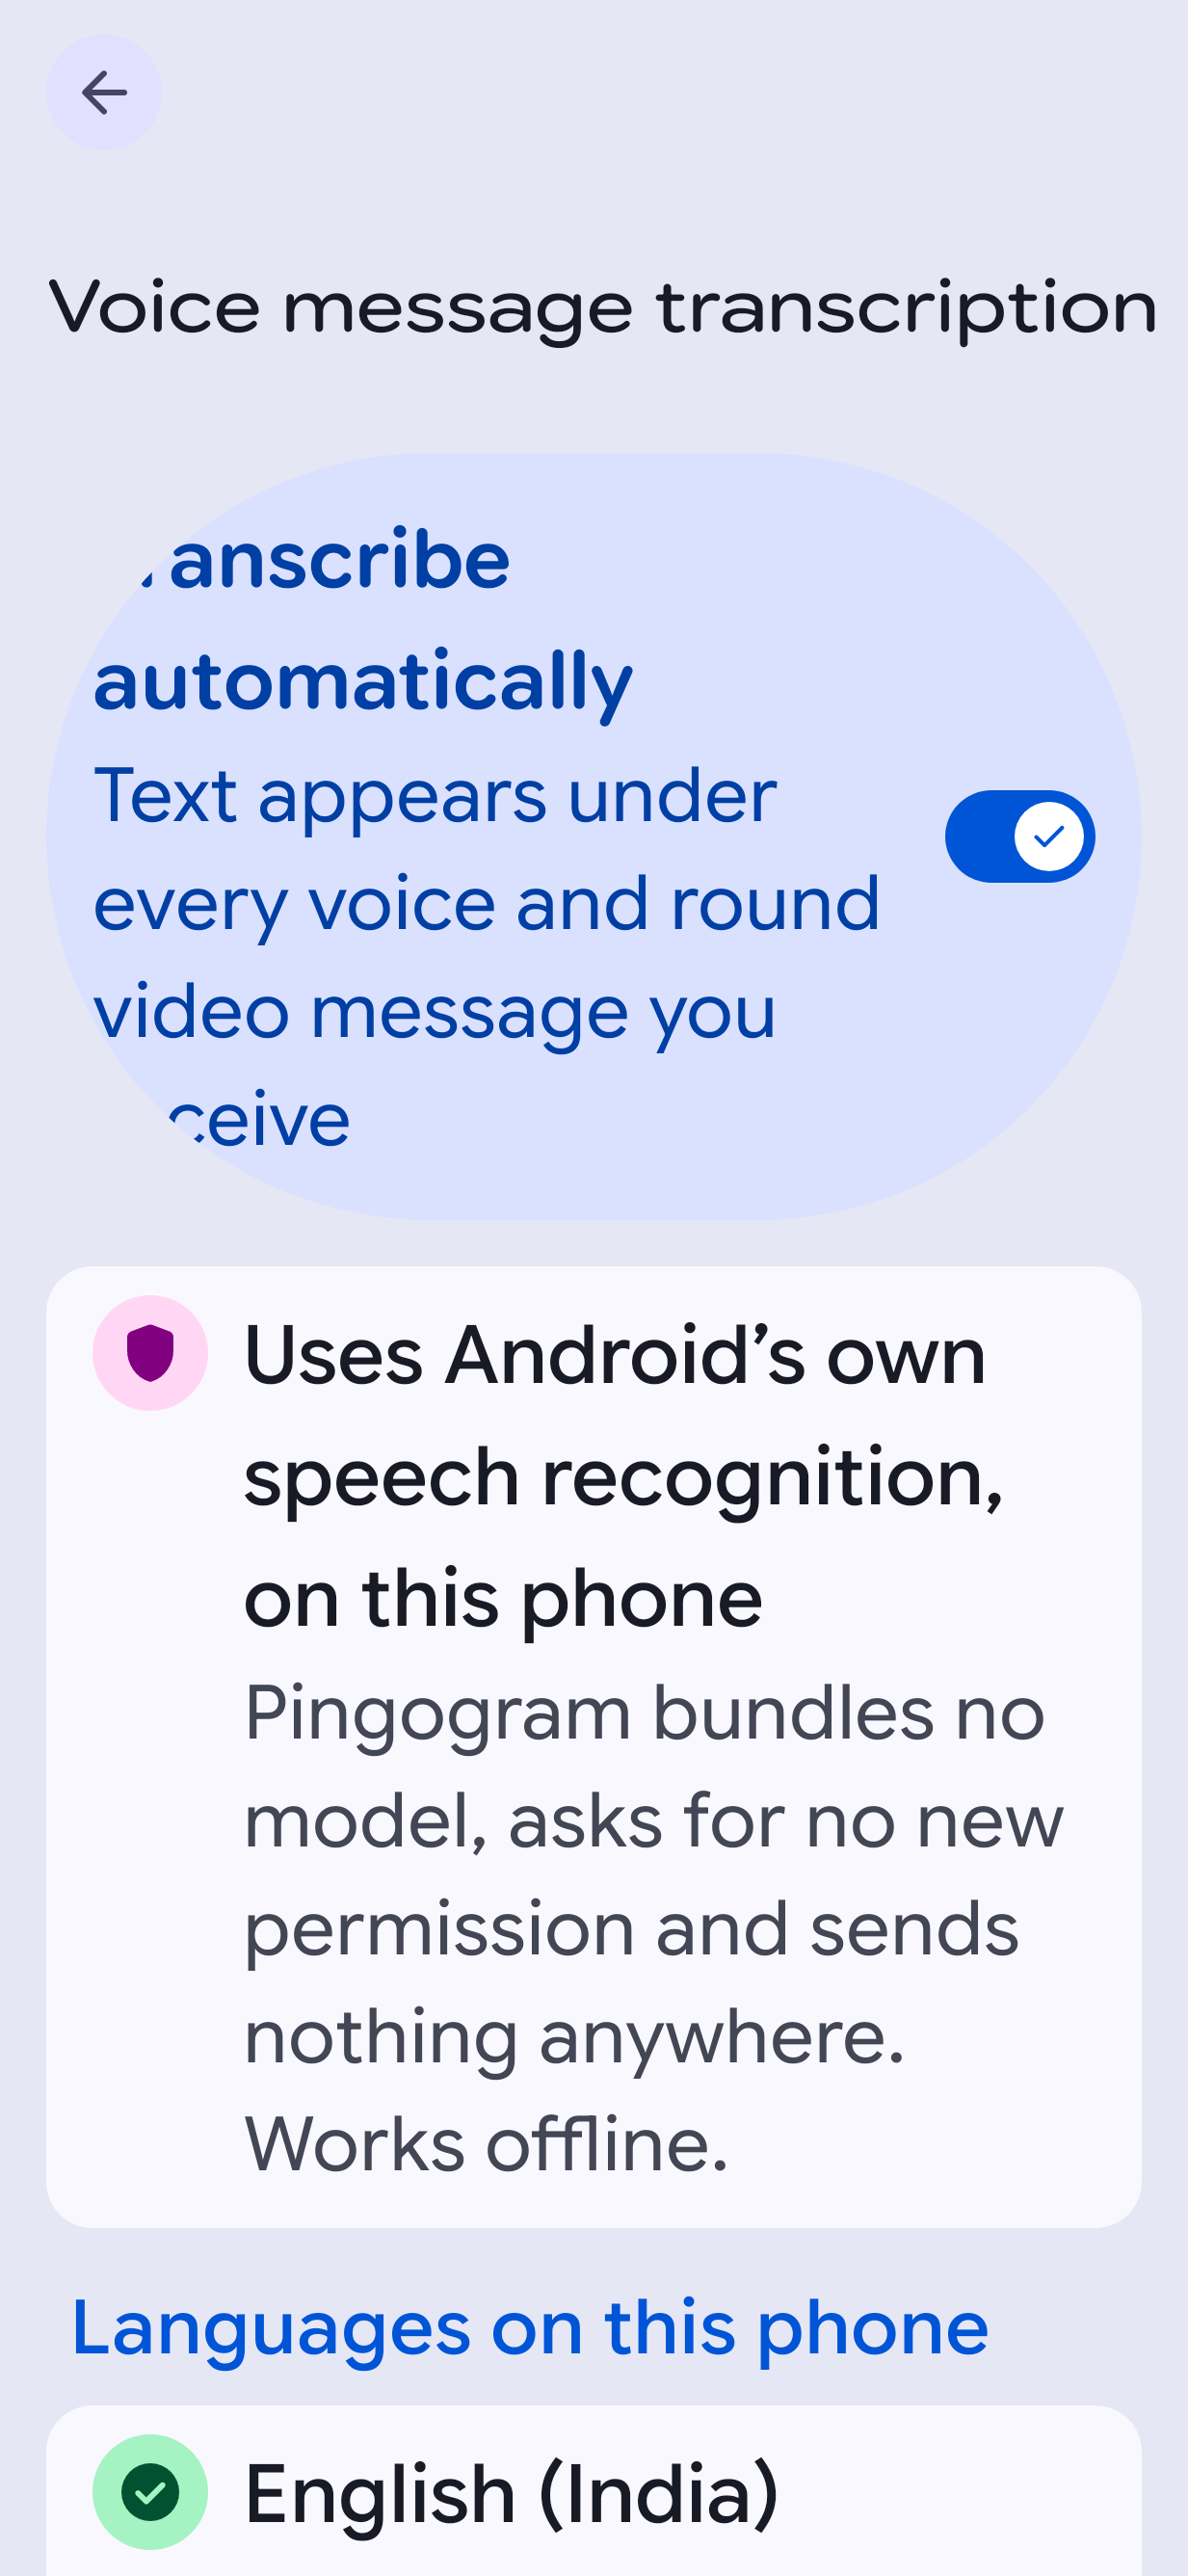 Voice message transcription
anscribe
automatically
Text appears under
every voice and round
video message you
ceive
Uses Android’s own
speech recognition,
on this phone
Pingogram bundles no
model, asks for no new
permission and sends
nothing anywhere.
Works offline.
Languages on this phone
English (India)